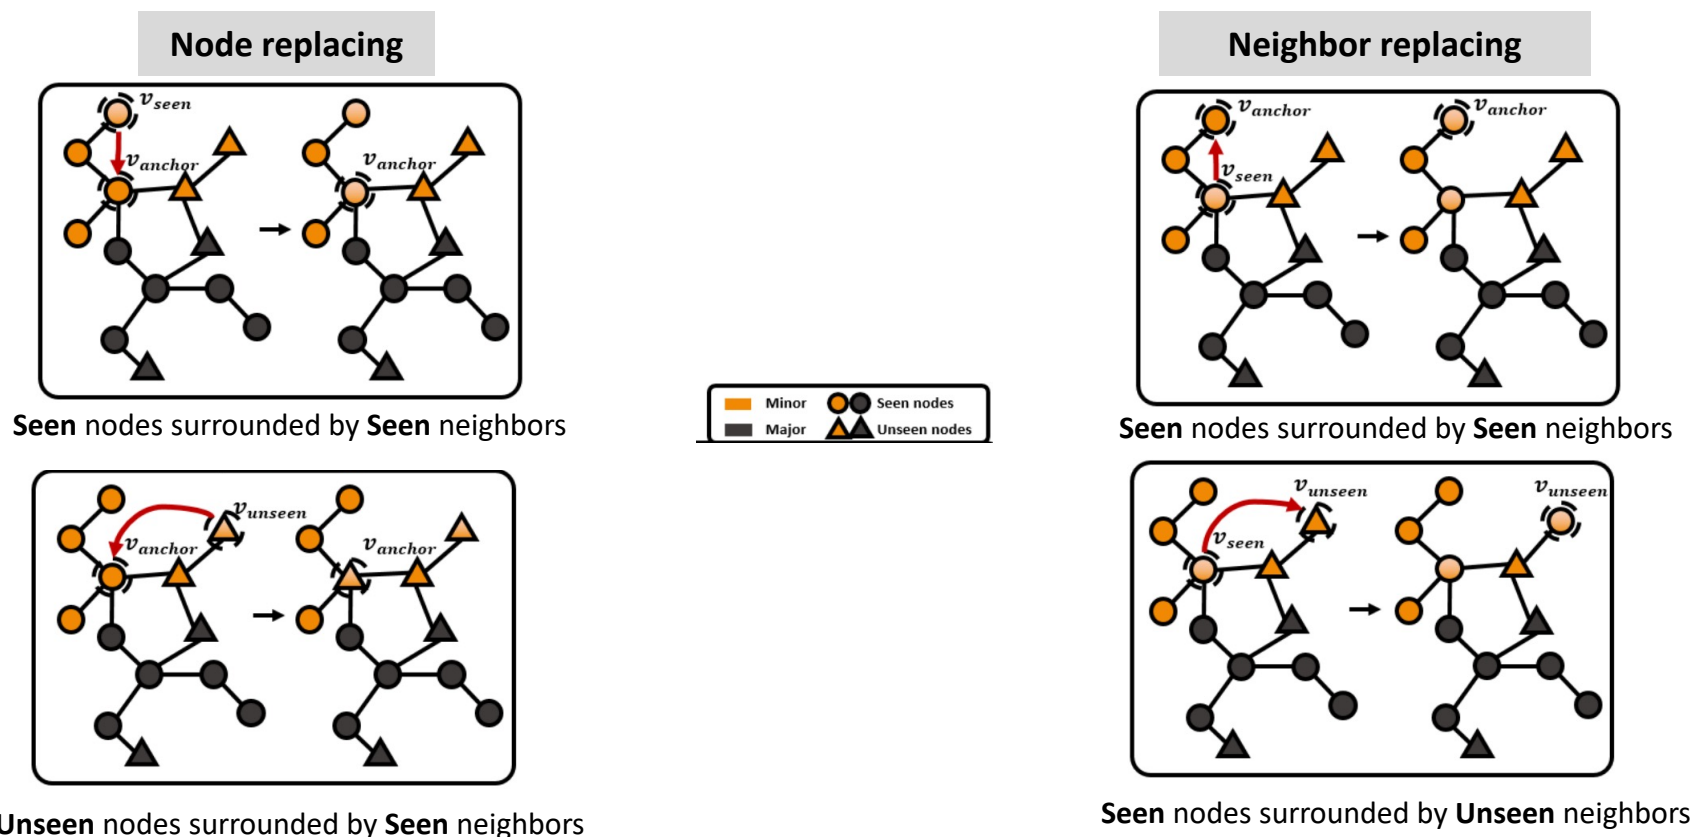 Node replacing
Neighbor replacing
v_seen
v_anchor
v_anchor
v_anchor
v_seen
v_anchor
Seen nodes surrounded by Seen neighbors
Minor Seen nodes
Major Unseen nodes
Seen nodes surrounded by Seen neighbors
v_unseen
v_anchor
v_anchor
v_unseen
v_seen
v_unseen
Unseen nodes surrounded by Seen neighbors
Seen nodes surrounded by Unseen neighbors